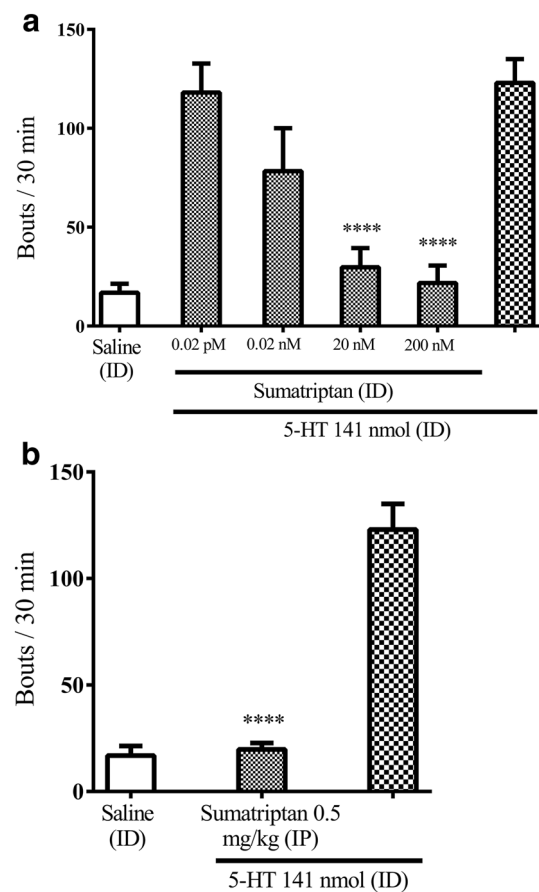 a
150
100
50
0
Bouts / 30 min
****
****
Saline
(ID)
0.02 pM
0.02 nM
20 nM
200 nM
Sumatriptan (ID)
5-HT 141 nmol (ID)
b
150
100
50
0
Bouts / 30 min
****
Saline
(ID)
Sumatriptan 0.5
mg/kg (IP)
5-HT 141 nmol (ID)